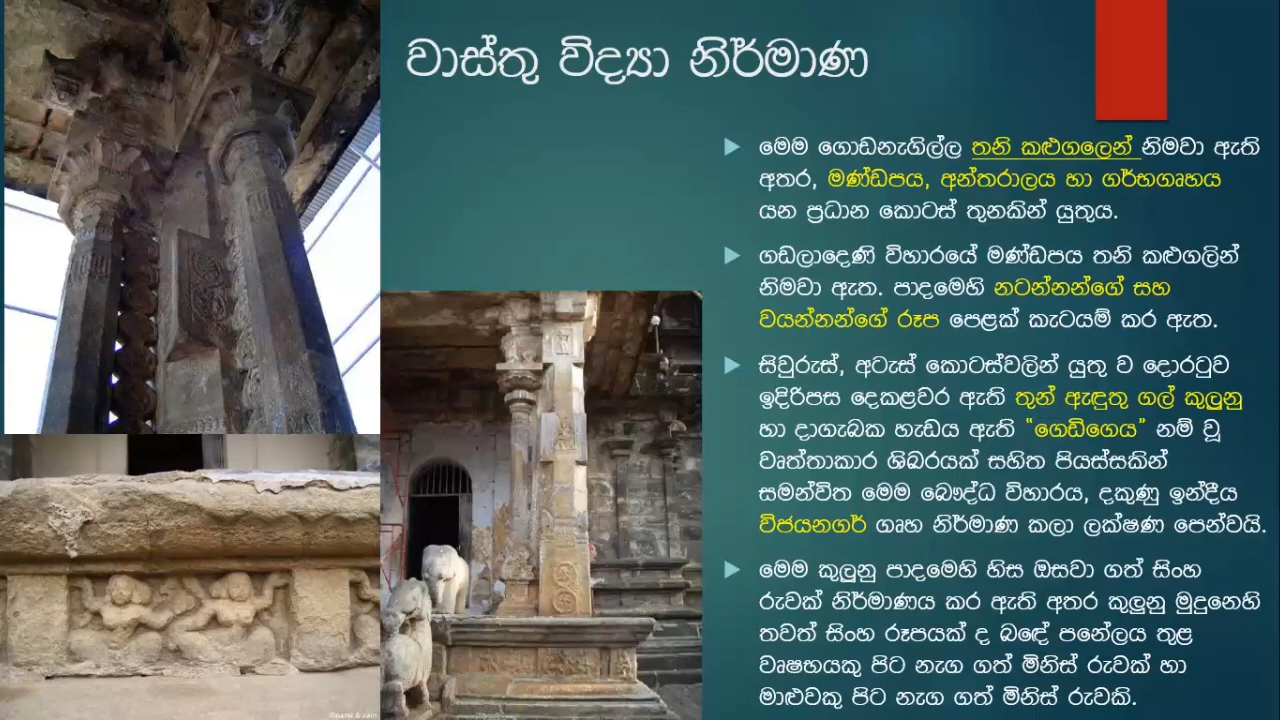 වාස්තු විද්‍යා නිර්මාණ
මෙම ගොඩනැගිල්ල තනි කළුගලෙන් නිමවා ඇති
අතර, මණ්ඩපය, අන්තරාලය හා ගර්භගෘහය
යන ප්‍රධාන කොටස් තුනකින් යුතුය.
ගඩලාදෙණි විහාරයේ මණ්ඩපය තනි කළුගලින්
නිමවා ඇත. පාදමෙහි නටන්නන්ගේ සහ
වයන්නන්ගේ රූප පෙළක් කැටයම් කර ඇත.
සිවුරුස්, අටැස් කොටස්වලින් යුතු ව දොරටුව
ඉදිරිපස දෙකළවර ඇති තුන් ඇඳුතු ගල් කුලුනු
හා දාගැබක හැඩය ඇති “ගෙඩිගෙය” නම් වූ
වෘත්තාකාර ශිඛරයක් සහිත පියස්සකින්
සමන්විත මෙම බෞද්ධ විහාරය, දකුණු ඉන්දීය
විජයනගර් ගෘහ නිර්මාණ කලා ලක්ෂණ පෙන්වයි.
මෙම කුලුනු පාදමෙහි හිස ඔසවා ගත් සිංහ
රුවක් නිර්මාණය කර ඇති අතර කුලුනු මුදුනෙහි
තවත් සිංහ රූපයක් ද බඳේ පනේලය තුළ
වෘෂභයකු පිට නැග ගත් මිනිස් රුවක් හා
මාළුවකු පිට නැග ගත් මිනිස් රුවකි.